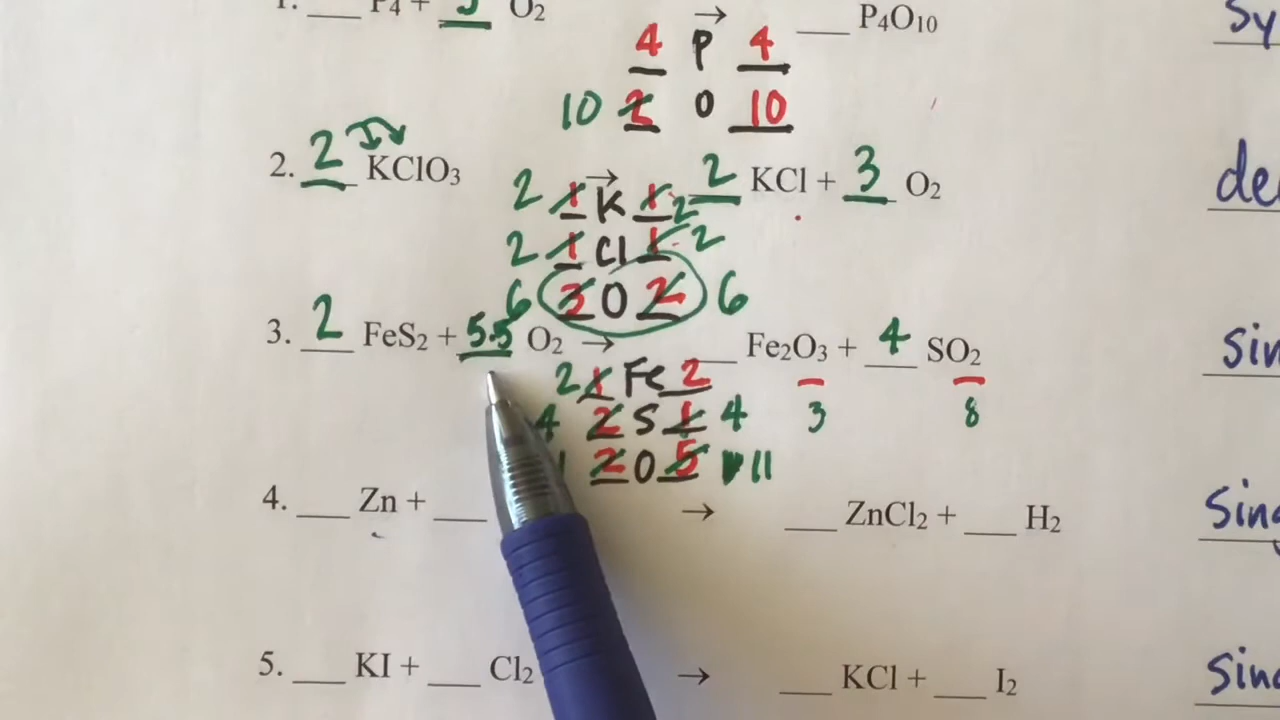 1. ___ P₄ + 5 O₂ → ___ P₄O₁₀ Sy
4 P 4
10 2 O 10
2. 2 KClO₃ → 2 KCl + 3 O₂ de
2 1 K 1 2
2 1 Cl 1 2
6 3 O 2 6
3. 2 FeS₂ + 5.5 O₂ → ___ Fe₂O₃ + 4 SO₂ sin
2 1 Fe 2 3 8
4 2 S 1 4
2 O 5 11
4. ___ Zn + ___ → ___ ZnCl₂ + ___ H₂ Sing
5. ___ KI + ___ Cl₂ → ___ KCl + ___ I₂ Sing